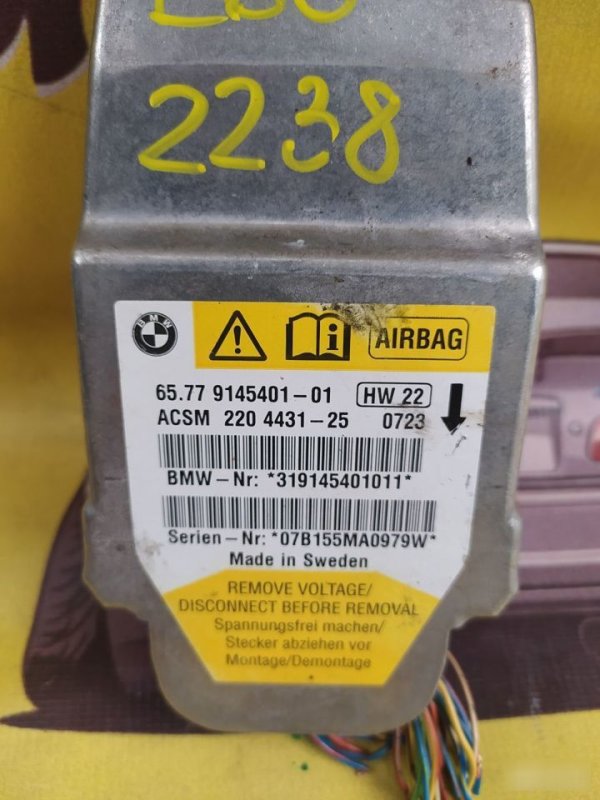 2238
BMW
AIRBAG
65.77 9145401-01 HW 22
ACSM 220 4431-25 0723
BMW-Nr: *319145401011*
Serien-Nr: *07B155MA0979W*
Made in Sweden
REMOVE VOLTAGE/
DISCONNECT BEFORE REMOVAL
Spannungsfrei machen/
Stecker abziehen vor
Montage/Demontage